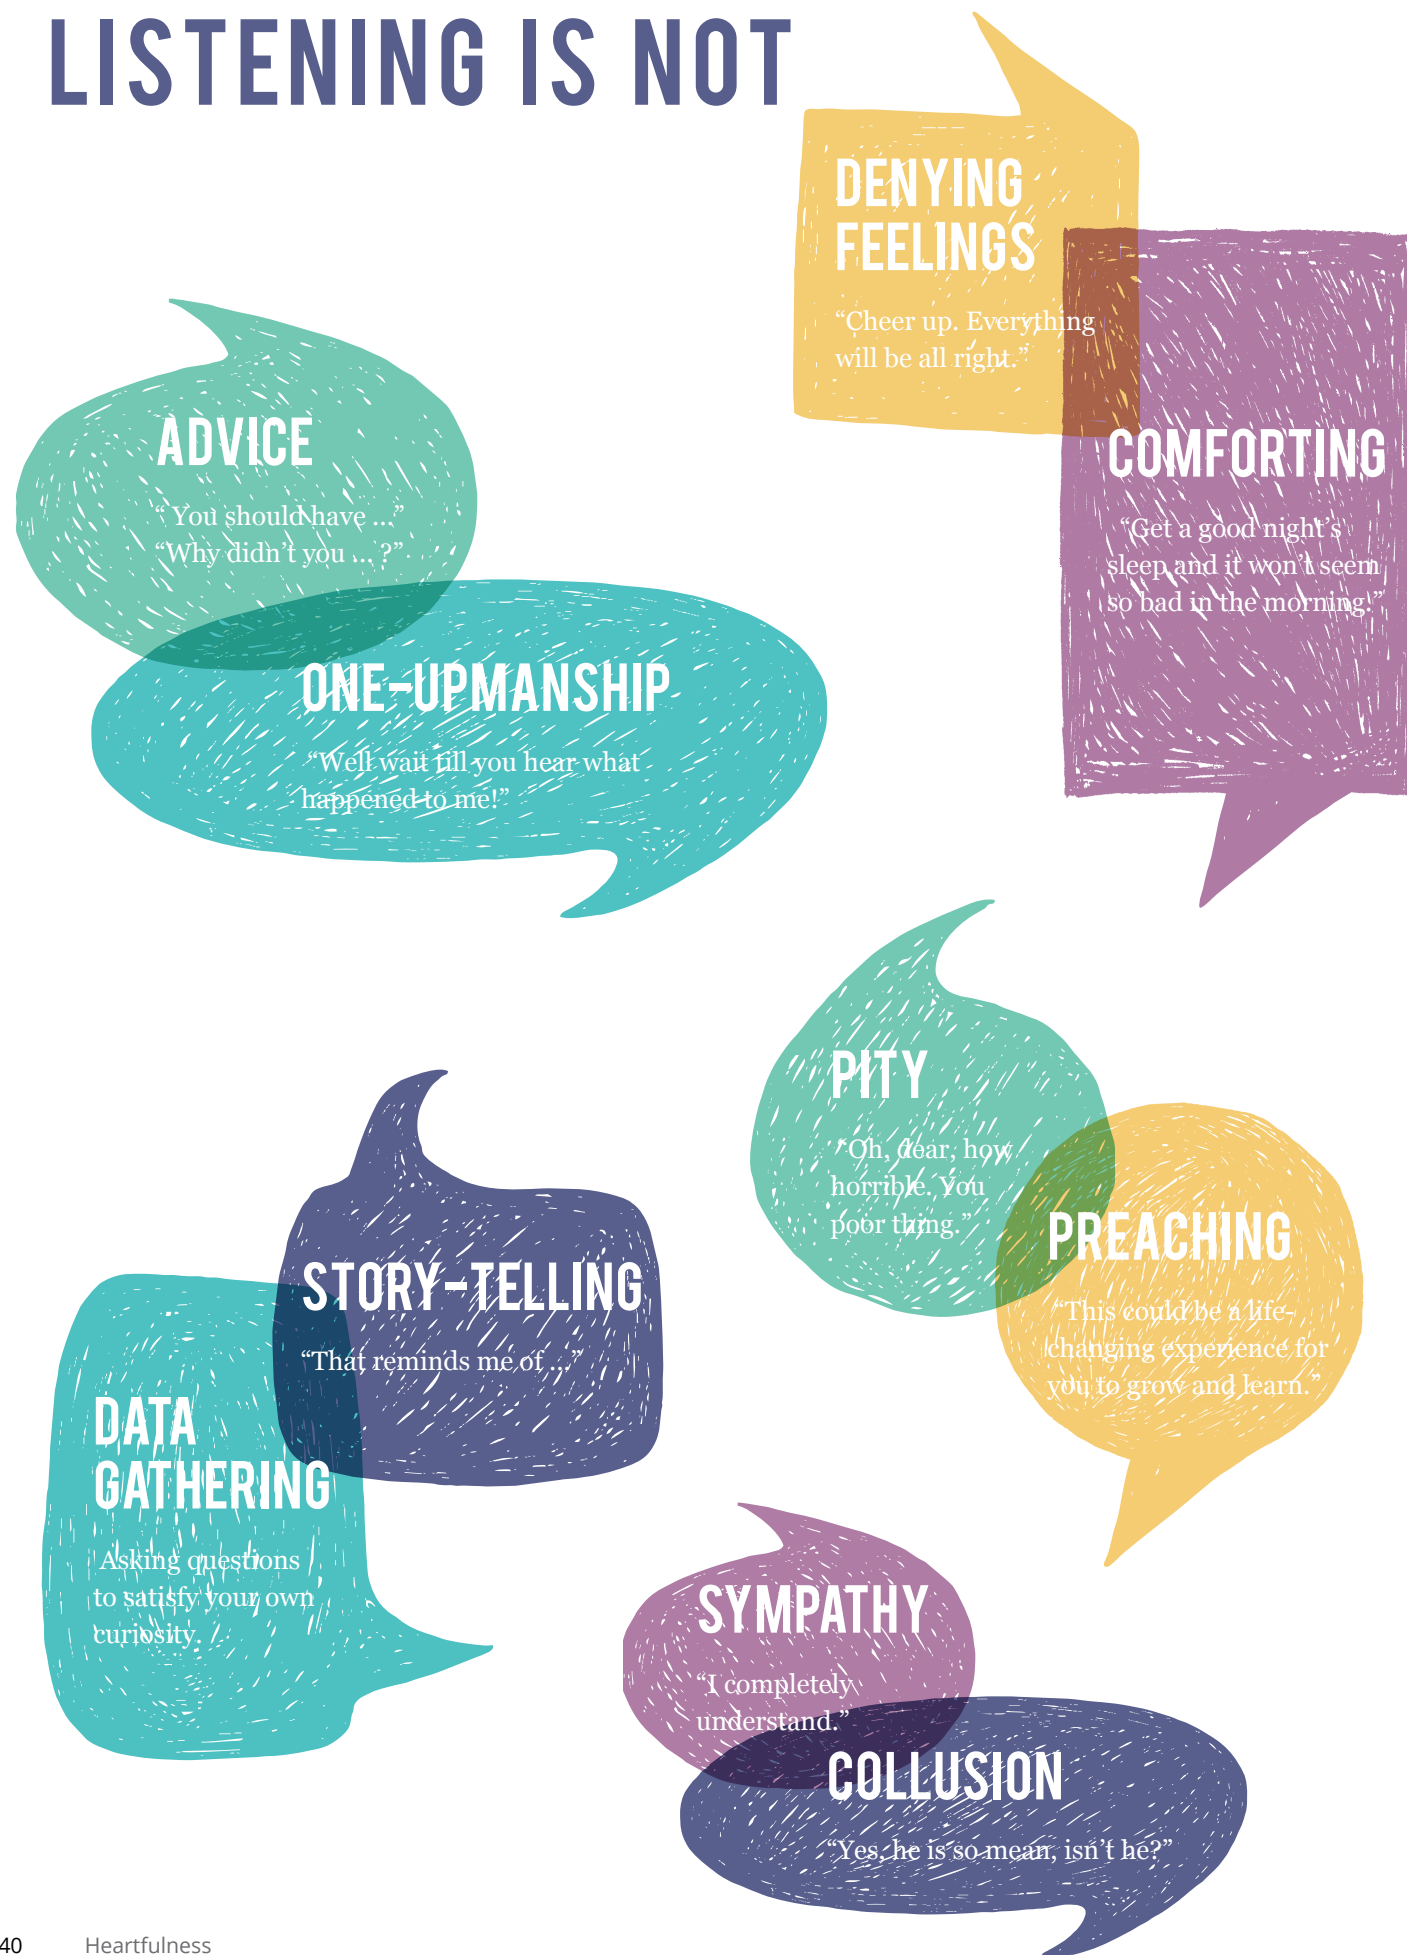 LISTENING IS NOT
DENYING
FEELINGS
“Cheer up. Everything
will be all right.”
COMFORTING
“Get a good night’s
sleep and it won’t seem
so bad in the morning.”
ADVICE
“ You should have ...”
“Why didn’t you ... ?”
ONE-UPMANSHIP
“Well wait till you hear what
happened to me!”
PITY
“Oh, dear, how
horrible. You
poor thing.”
PREACHING
“This could be a life-
changing experience for
you to grow and learn.”
STORY-TELLING
“That reminds me of ...”
DATA
GATHERING
Asking questions
to satisfy your own
curiosity.
SYMPATHY
“I completely
understand.”
COLLUSION
“Yes, he is so mean, isn’t he?”
40 Heartfulness